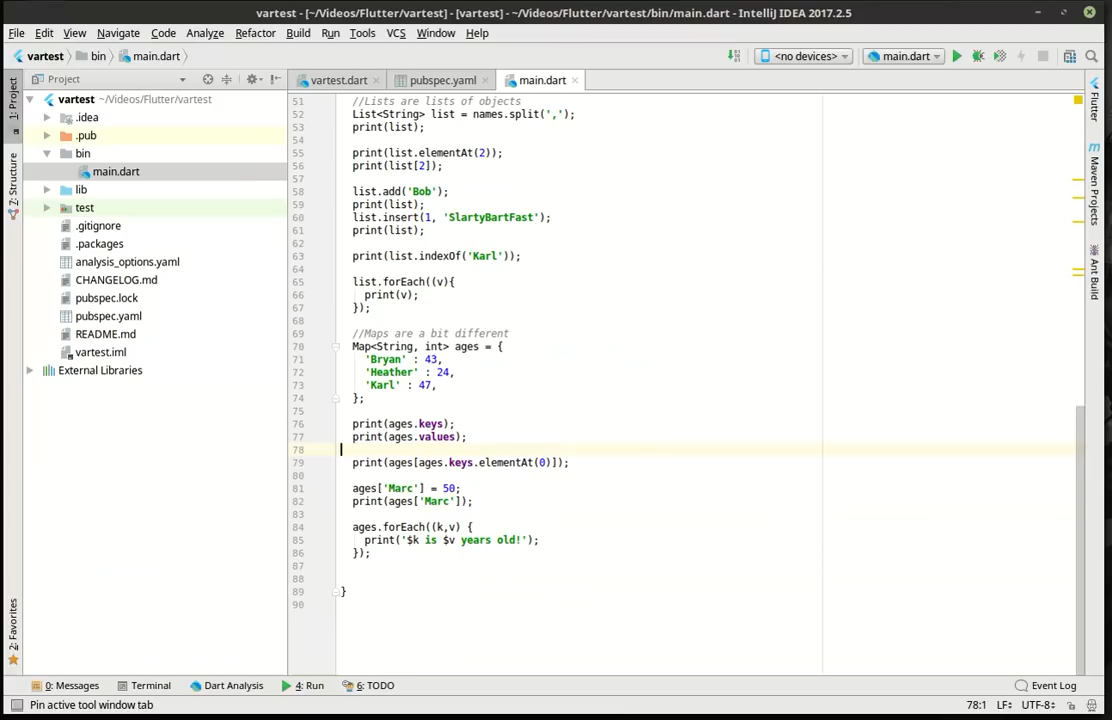 vartest - [~/Videos/Flutter/vartest] - [vartest] - ~/Videos/Flutter/vartest/bin/main.dart - IntelliJ IDEA 2017.2.5
File Edit View Navigate Code Analyze Refactor Build Run Tools VCS Window Help
vartest bin main.dart <no devices> main.dart
Project vartest.dart pubspec.yaml main.dart
1: Project
7: Structure
2: Favorites
vartest ~/Videos/Flutter/vartest
.idea
.pub
bin
main.dart
lib
test
.gitignore
.packages
analysis_options.yaml
CHANGELOG.md
pubspec.lock
pubspec.yaml
README.md
vartest.iml
External Libraries
51 //Lists are lists of objects
52 List<String> list = names.split(',');
53 print(list);
54
55 print(list.elementAt(2));
56 print(list[2]);
57
58 list.add('Bob');
59 print(list);
60 list.insert(1, 'SlartyBartFast');
61 print(list);
62
63 print(list.indexOf('Karl'));
64
65 list.forEach((v){
66 print(v);
67 });
68
69 //Maps are a bit different
70 Map<String, int> ages = {
71 'Bryan' : 43,
72 'Heather' : 24,
73 'Karl' : 47,
74 };
75
76 print(ages.keys);
77 print(ages.values);
78
79 print(ages[ages.keys.elementAt(0)]);
80
81 ages['Marc'] = 50;
82 print(ages['Marc']);
83
84 ages.forEach((k,v) {
85 print('$k is $v years old!');
86 });
87
88
89 }
90
Flutter
Maven Projects
Ant Build
0: Messages Terminal Dart Analysis 4: Run 6: TODO Event Log
Pin active tool window tab 78:1 LF÷ UTF-8÷